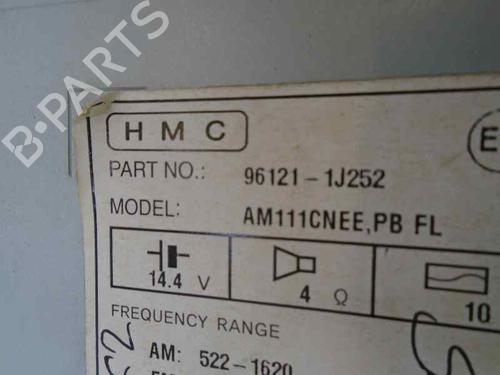 B-PARTS
HMC
PART NO.: 96121-1J252
MODEL: AM111CNEE,PB FL
14.4 V
4 Ω
10
FREQUENCY RANGE
AM: 522-1620